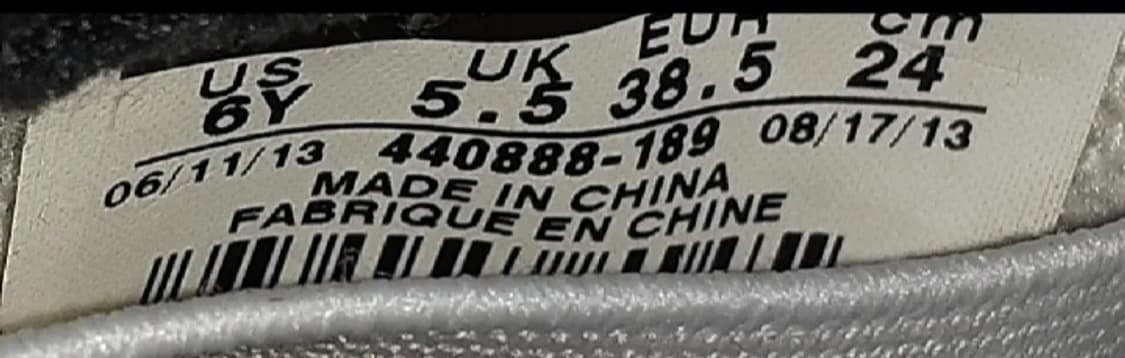 US UK EUR cm
6Y 5.5 38.5 24
06/11/13 440888-189 08/17/13
MADE IN CHINA
FABRIQUE EN CHINE